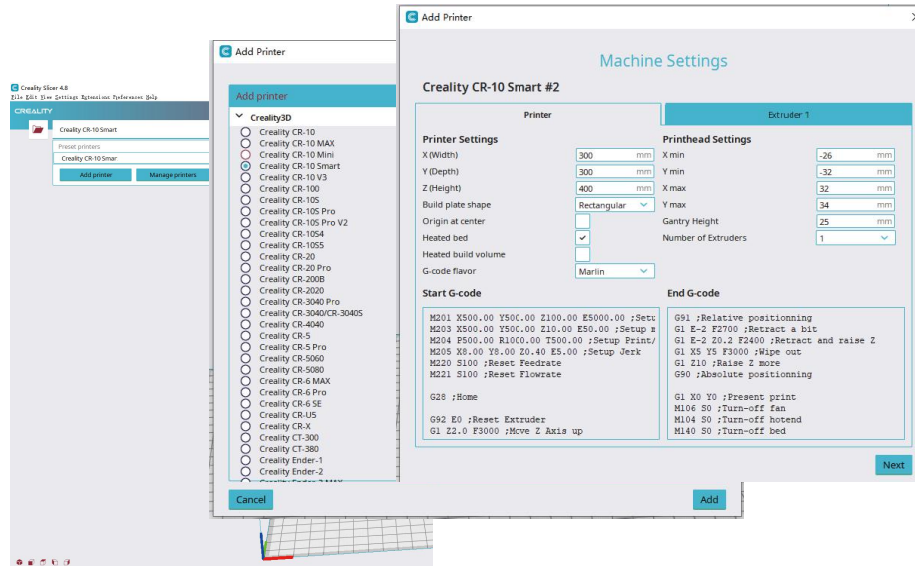 Creality Slicer 4.8
File Edit View Settings Extensions Preferences Help
CREALITY
Creality CR-10 Smart
Preset printers
Creality CR-10 Smar
Add printer
Manage printers
Add Printer
Add printer
Creality3D
Creality CR-10
Creality CR-10 MAX
Creality CR-10 Mini
Creality CR-10 Smart
Creality CR-10 V3
Creality CR-100
Creality CR-10S
Creality CR-10S Pro
Creality CR-10S Pro V2
Creality CR-10S4
Creality CR-10S5
Creality CR-20
Creality CR-20 Pro
Creality CR-200B
Creality CR-2020
Creality CR-3040 Pro
Creality CR-3040/CR-3040S
Creality CR-4040
Creality CR-5
Creality CR-5 Pro
Creality CR-5060
Creality CR-5080
Creality CR-6 MAX
Creality CR-6 Pro
Creality CR-6 SE
Creality CR-U5
Creality CR-X
Creality CT-300
Creality CT-380
Creality Ender-1
Creality Ender-2
Cancel
Add
Add Printer
Machine Settings
Creality CR-10 Smart #2
Printer
Extruder 1
Printer Settings
X (Width) 300 mm
Y (Depth) 300 mm
Z (Height) 400 mm
Build plate shape Rectangular
Origin at center
Heated bed
Heated build volume
G-code flavor Marlin
Printhead Settings
X min -26 mm
Y min -32 mm
X max 32 mm
Y max 34 mm
Gantry Height 25 mm
Number of Extruders 1
Start G-code
M201 X500.00 Y500.00 Z100.00 E5000.00 ;Setu
M203 X500.00 Y500.00 Z10.00 E50.00 ;Setup m
M204 P500.00 R1000.00 T500.00 ;Setup Print/
M205 X8.00 Y8.00 Z0.40 E5.00 ;Setup Jerk
M220 S100 ;Reset Feedrate
M221 S100 ;Reset Flowrate
G28 ;Home
G92 E0 ;Reset Extruder
G1 Z2.0 F3000 ;Move Z Axis up
End G-code
G91 ;Relative positionning
G1 E-2 F2700 ;Retract a bit
G1 E-2 Z0.2 F2400 ;Retract and raise Z
G1 X5 Y5 F3000 ;Wipe out
G1 Z10 ;Raise Z more
G90 ;Absolute positionning
G1 X0 Y0 ;Present print
M106 S0 ;Turn-off fan
M104 S0 ;Turn-off hotend
M140 S0 ;Turn-off bed
Next